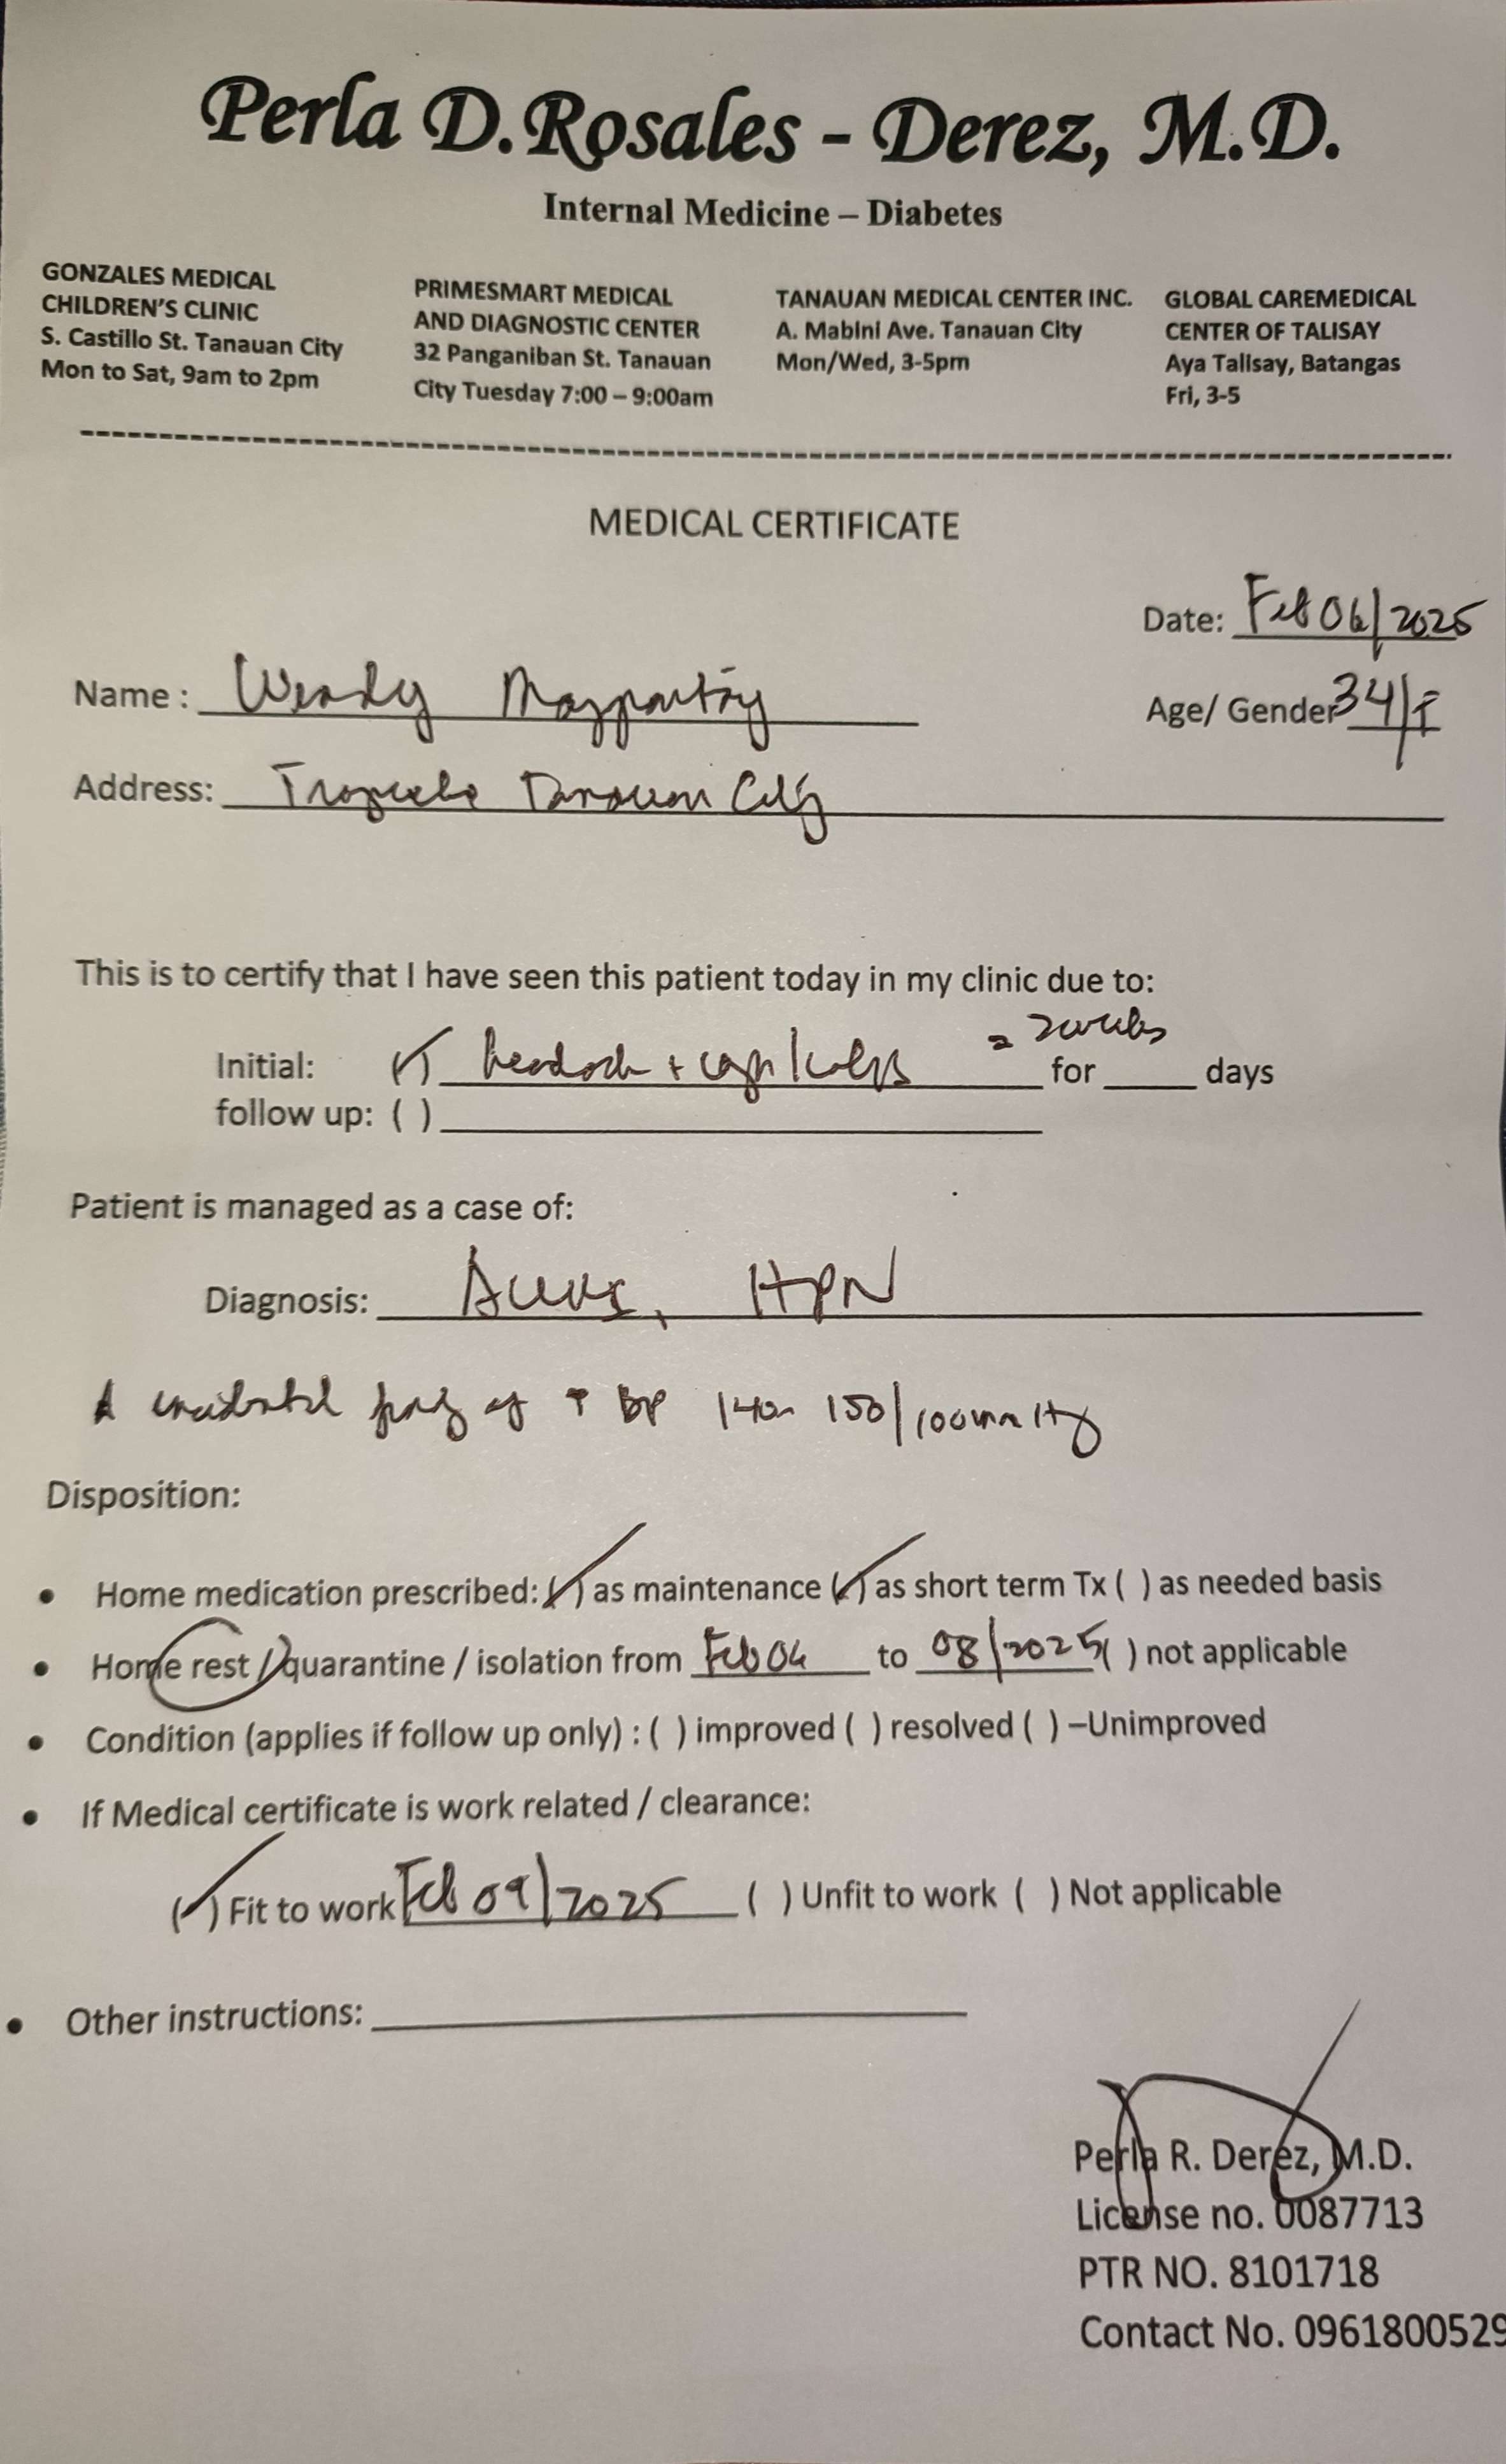 Perla D.Rosales - Derez, M.D.
Internal Medicine – Diabetes
GONZALES MEDICAL
CHILDREN'S CLINIC
S. Castillo St. Tanauan City
Mon to Sat, 9am to 2pm
PRIMESMART MEDICAL
AND DIAGNOSTIC CENTER
32 Panganiban St. Tanauan
City Tuesday 7:00 – 9:00am
TANAUAN MEDICAL CENTER INC.
A. Mabini Ave. Tanauan City
Mon/Wed, 3-5pm
GLOBAL CAREMEDICAL
CENTER OF TALISAY
Aya Talisay, Batangas
Fri, 3-5
MEDICAL CERTIFICATE
Date: Feb 06/2025
Name : Wendy
Age/ Gender 34/F
Address: Tanauan City
This is to certify that I have seen this patient today in my clinic due to:
Initial: (✓) headache + cough/colds ≈ 2 weeks for ____ days
follow up: ( )
Patient is managed as a case of:
Diagnosis: HPN
of ↑ BP 140- 150/100mmHg
Disposition:
• Home medication prescribed: (✓) as maintenance (✓) as short term Tx ( ) as needed basis
• Home rest / quarantine / isolation from Feb 06 to 08/2025 ( ) not applicable
• Condition (applies if follow up only) : ( ) improved ( ) resolved ( ) –Unimproved
• If Medical certificate is work related / clearance:
(✓) Fit to work Feb 09/2025 ( ) Unfit to work ( ) Not applicable
• Other instructions:
Perla R. Derez, M.D.
License no. 0087713
PTR NO. 8101718
Contact No. 0961800529